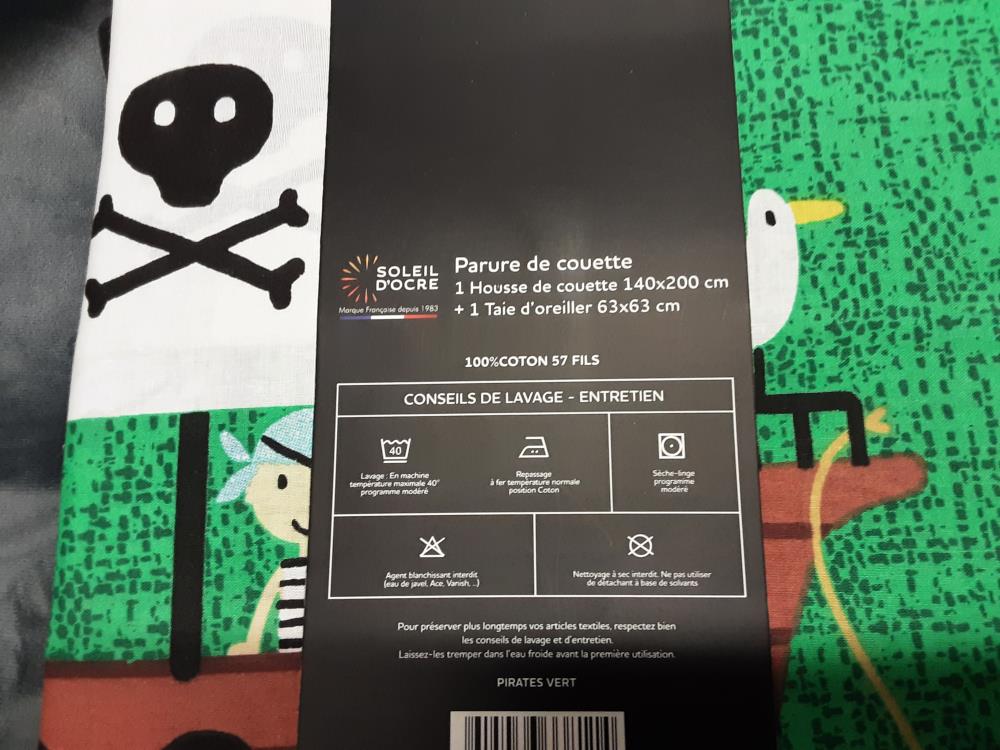 SOLEIL
D'OCRE
Marque Française depuis 1983
Parure de couette
1 Housse de couette 140x200 cm
+ 1 Taie d'oreiller 63x63 cm
100%COTON 57 FILS
CONSEILS DE LAVAGE - ENTRETIEN
40
Lavage : En machine
température maximale 40°
programme modéré
Repassage
à fer température normale
position Coton
Sèche-linge
programme
modéré
Agent blanchissant interdit
(eau de javel, Ace, Vanish, ...)
Nettoyage à sec interdit. Ne pas utiliser
de détachant à base de solvants
Pour préserver plus longtemps vos articles textiles, respectez bien
les conseils de lavage et d'entretien.
Laissez-les tremper dans l'eau froide avant la première utilisation.
PIRATES VERT